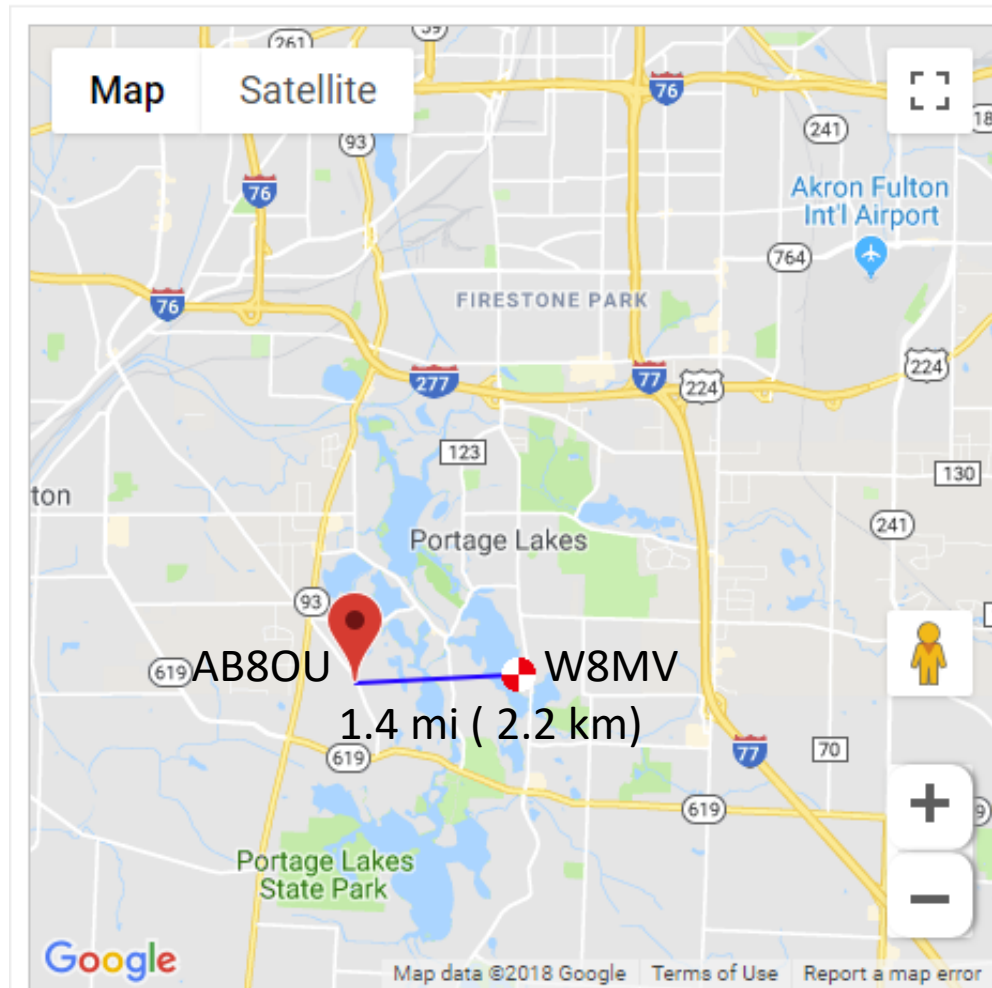 59
261
Map Satellite
76
93
241
18
76
Akron Fulton
Int'l Airport
764
76
FIRESTONE PARK
224
277
77
224
123
130
ton
241
Portage Lakes
93
619
AB8OU
W8MV
1.4 mi ( 2.2 km)
619
77
70
+
619
9
Portage Lakes
State Park
−
Google
Map data ©2018 Google
Terms of Use
Report a map error